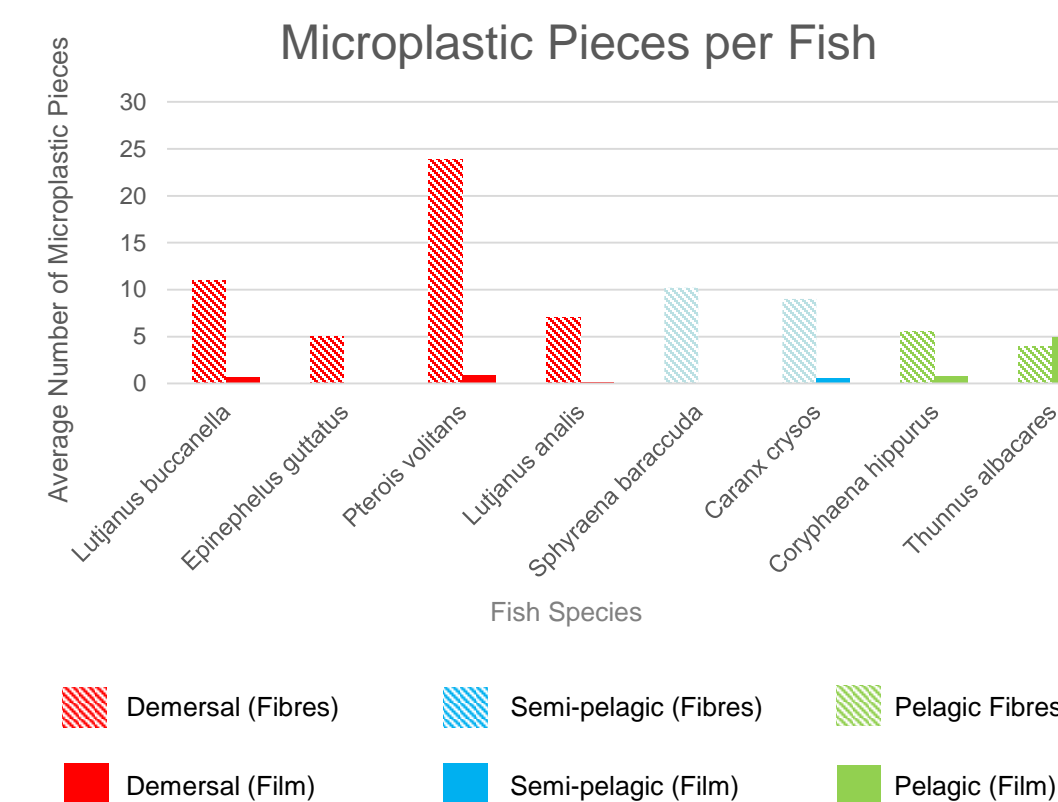 Microplastic Pieces per Fish
Average Number of Microplastic Pieces
30
25
20
15
10
5
0
Lutjanus buccanella
Epinephelus guttatus
Pterois volitans
Lutjanus analis
Sphyraena baraccuda
Caranx crysos
Coryphaena hippurus
Thunnus albacares
Fish Species
Demersal (Fibres)
Semi-pelagic (Fibres)
Pelagic Fibres
Demersal (Film)
Semi-pelagic (Film)
Pelagic (Film)